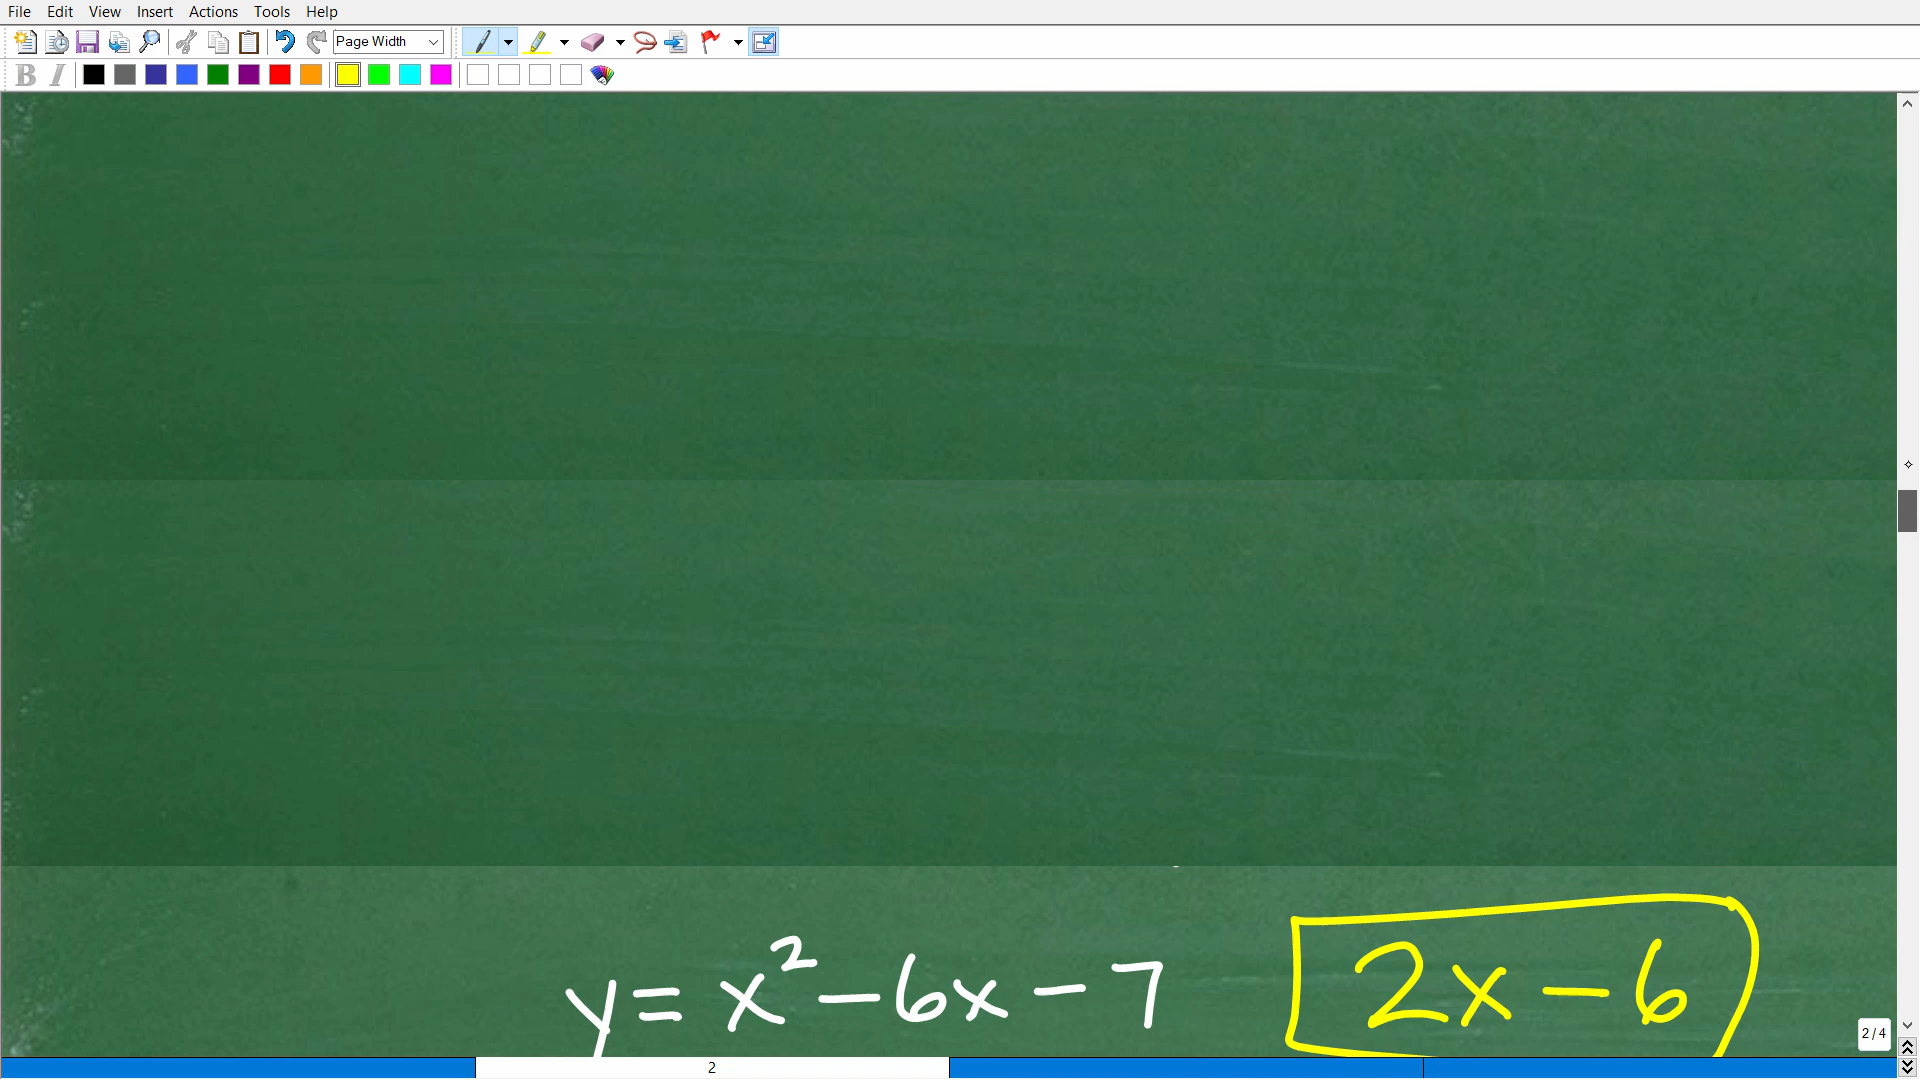 File Edit View Insert Actions Tools Help
Page Width
B I
y = x² - 6x - 7 2x - 6
2 / 4
2